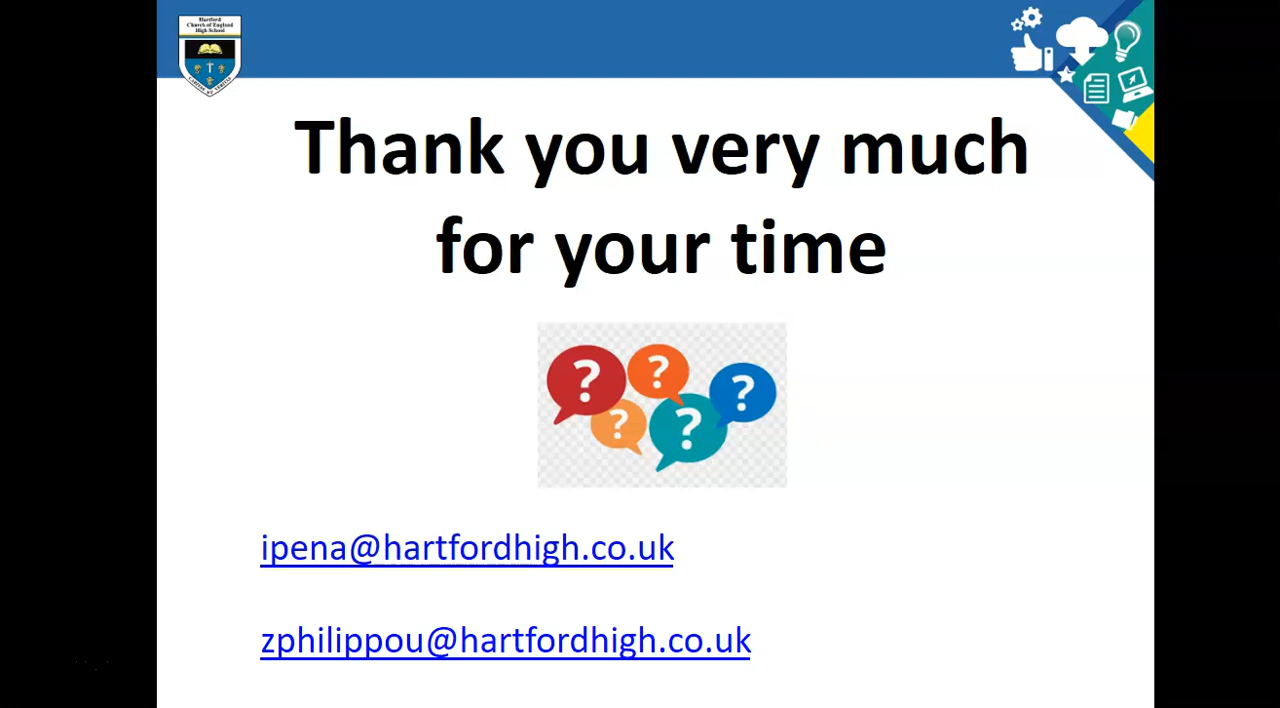 Hartford
Church of England
High School
Thank you very much
for your time
? ? ? ? ?
ipena@hartfordhigh.co.uk
zphilippou@hartfordhigh.co.uk